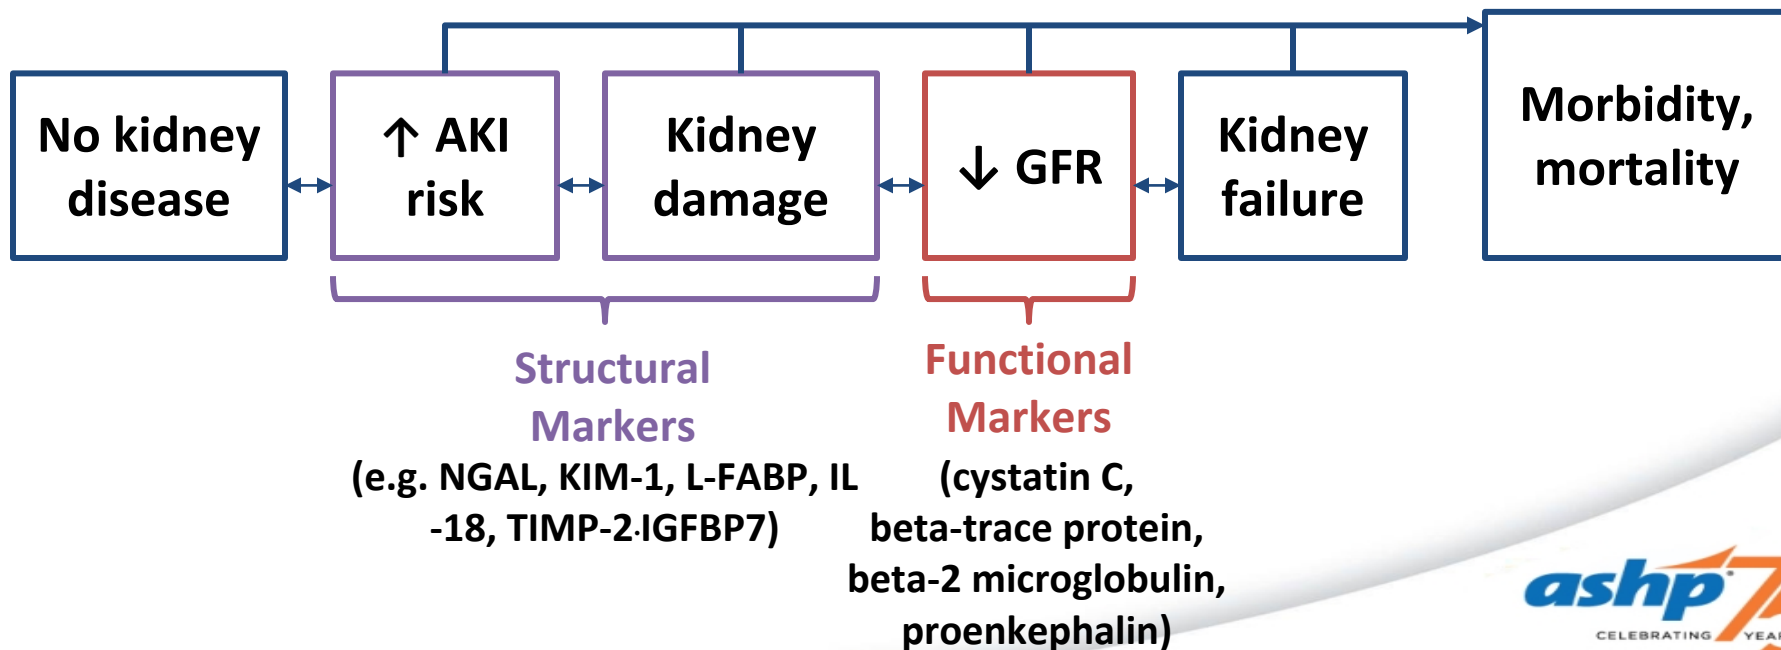 No kidney
disease
↑ AKI
risk
Kidney
damage
↓ GFR
Kidney
failure
Morbidity,
mortality
Structural
Markers
(e.g. NGAL, KIM-1, L-FABP, IL
-18, TIMP-2·IGFBP7)
Functional
Markers
(cystatin C,
beta-trace protein,
beta-2 microglobulin,
proenkephalin)
ashp
CELEBRATING